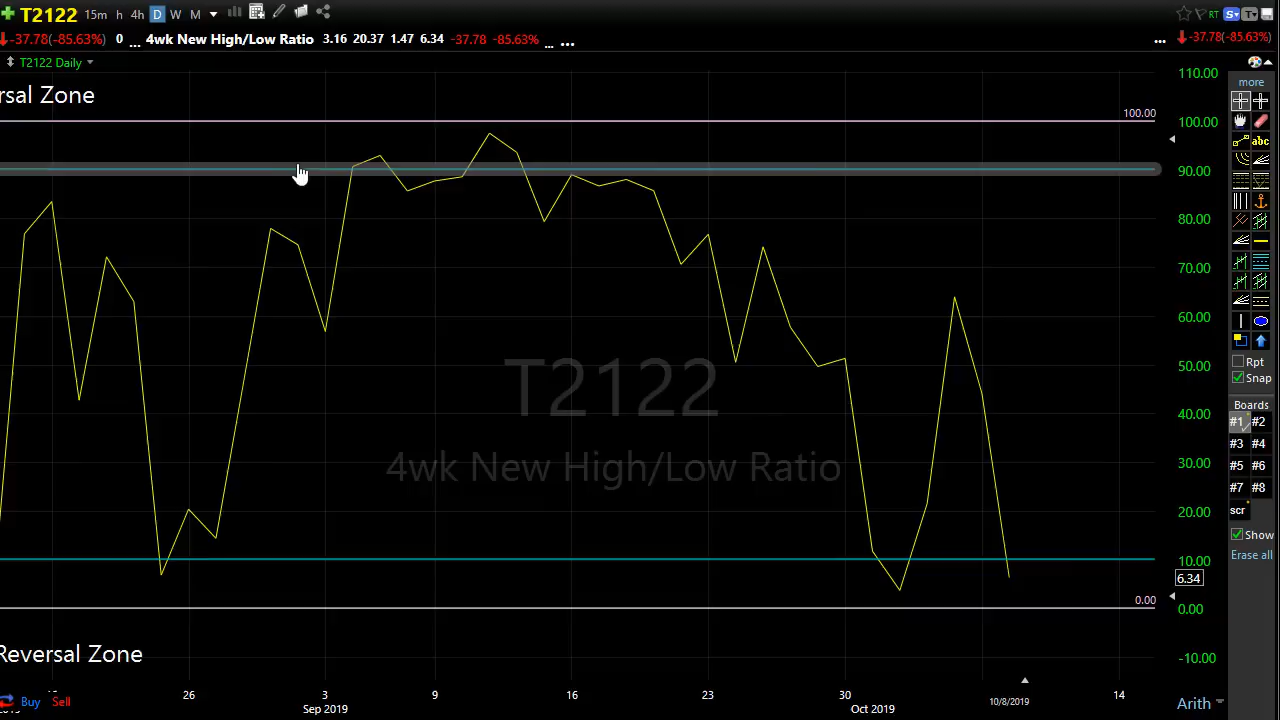 T2122 15m h 4h D W M RT S T
-37.78(-85.63%) 0 ... 4wk New High/Low Ratio 3.16 20.37 1.47 6.34 -37.78 -85.63% ... ... ... -37.78(-85.63%)
T2122 Daily
more
110.00
rsal Zone
100.00
100.00
abc
90.00
80.00
70.00
60.00
T2122
50.00
Rpt
Snap
Boards
40.00
#1 #2
#3 #4
4wk New High/Low Ratio
30.00
#5 #6
#7 #8
20.00
scr
Show
10.00
Erase all
6.34
0.00
0.00
Reversal Zone
-10.00
26 3 9 16 23 30 14
Buy Sell
10/8/2019
Arith
Sep 2019 Oct 2019